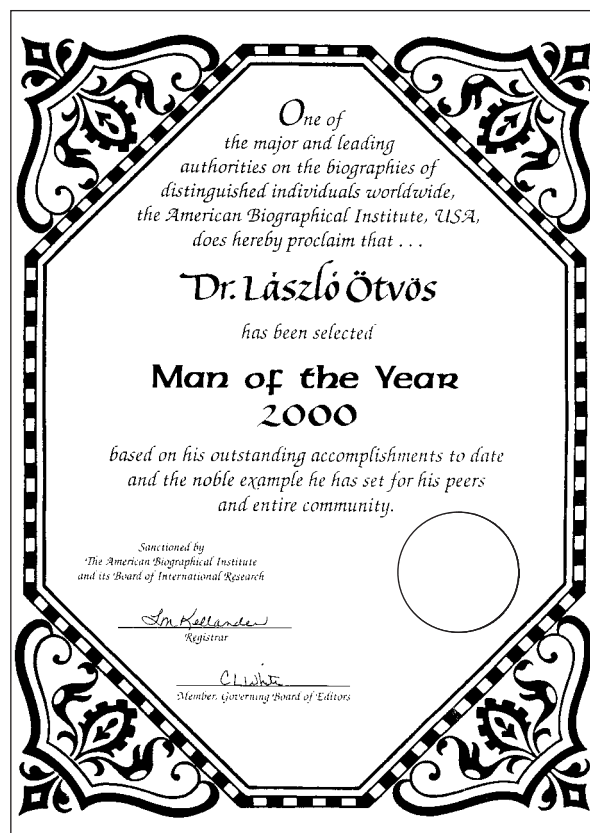 One of
the major and leading
authorities on the biographies of
distinguished individuals worldwide,
the American Biographical Institute, USA,
does hereby proclaim that . . .
Dr. László Ötvös
has been selected
Man of the Year
2000
based on his outstanding accomplishments to date
and the noble example he has set for his peers
and entire community.
Sanctioned by
The American Biographical Institute
and its Board of International Research
Registrar
C L White
Member, Governing Board of Editors